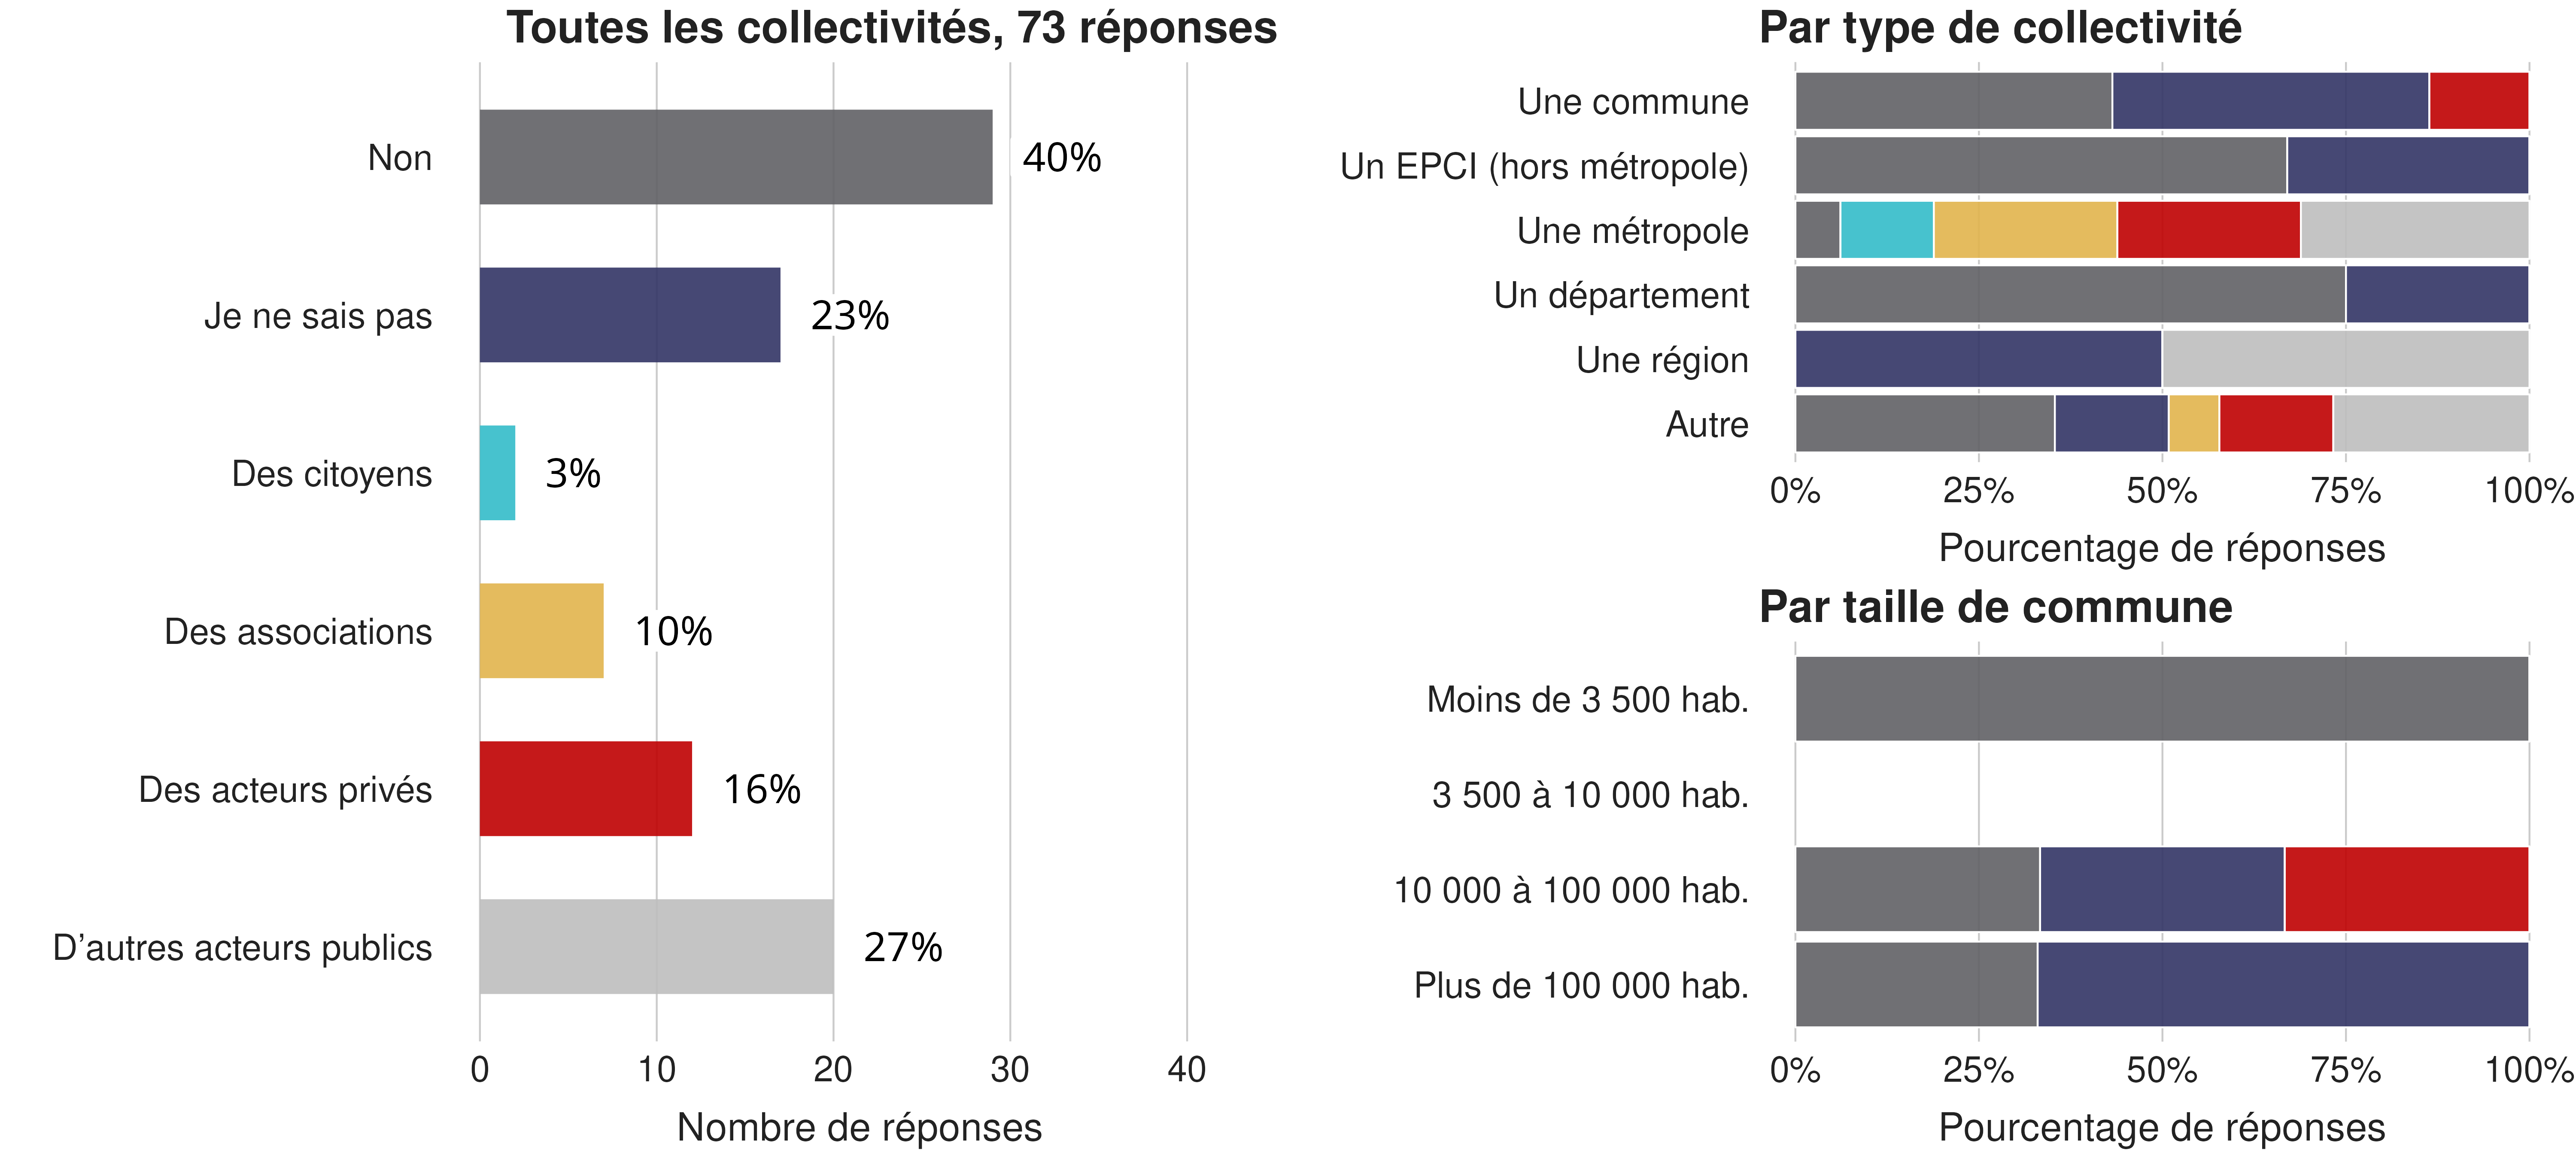 Toutes les collectivités, 73 réponses
Non
40%
Je ne sais pas
23%
Des citoyens
3%
Des associations
10%
Des acteurs privés
16%
D’autres acteurs publics
27%
0 10 20 30 40
Nombre de réponses
Par type de collectivité
Une commune
Un EPCI (hors métropole)
Une métropole
Un département
Une région
Autre
0% 25% 50% 75% 100%
Pourcentage de réponses
Par taille de commune
Moins de 3 500 hab.
3 500 à 10 000 hab.
10 000 à 100 000 hab.
Plus de 100 000 hab.
0% 25% 50% 75% 100%
Pourcentage de réponses